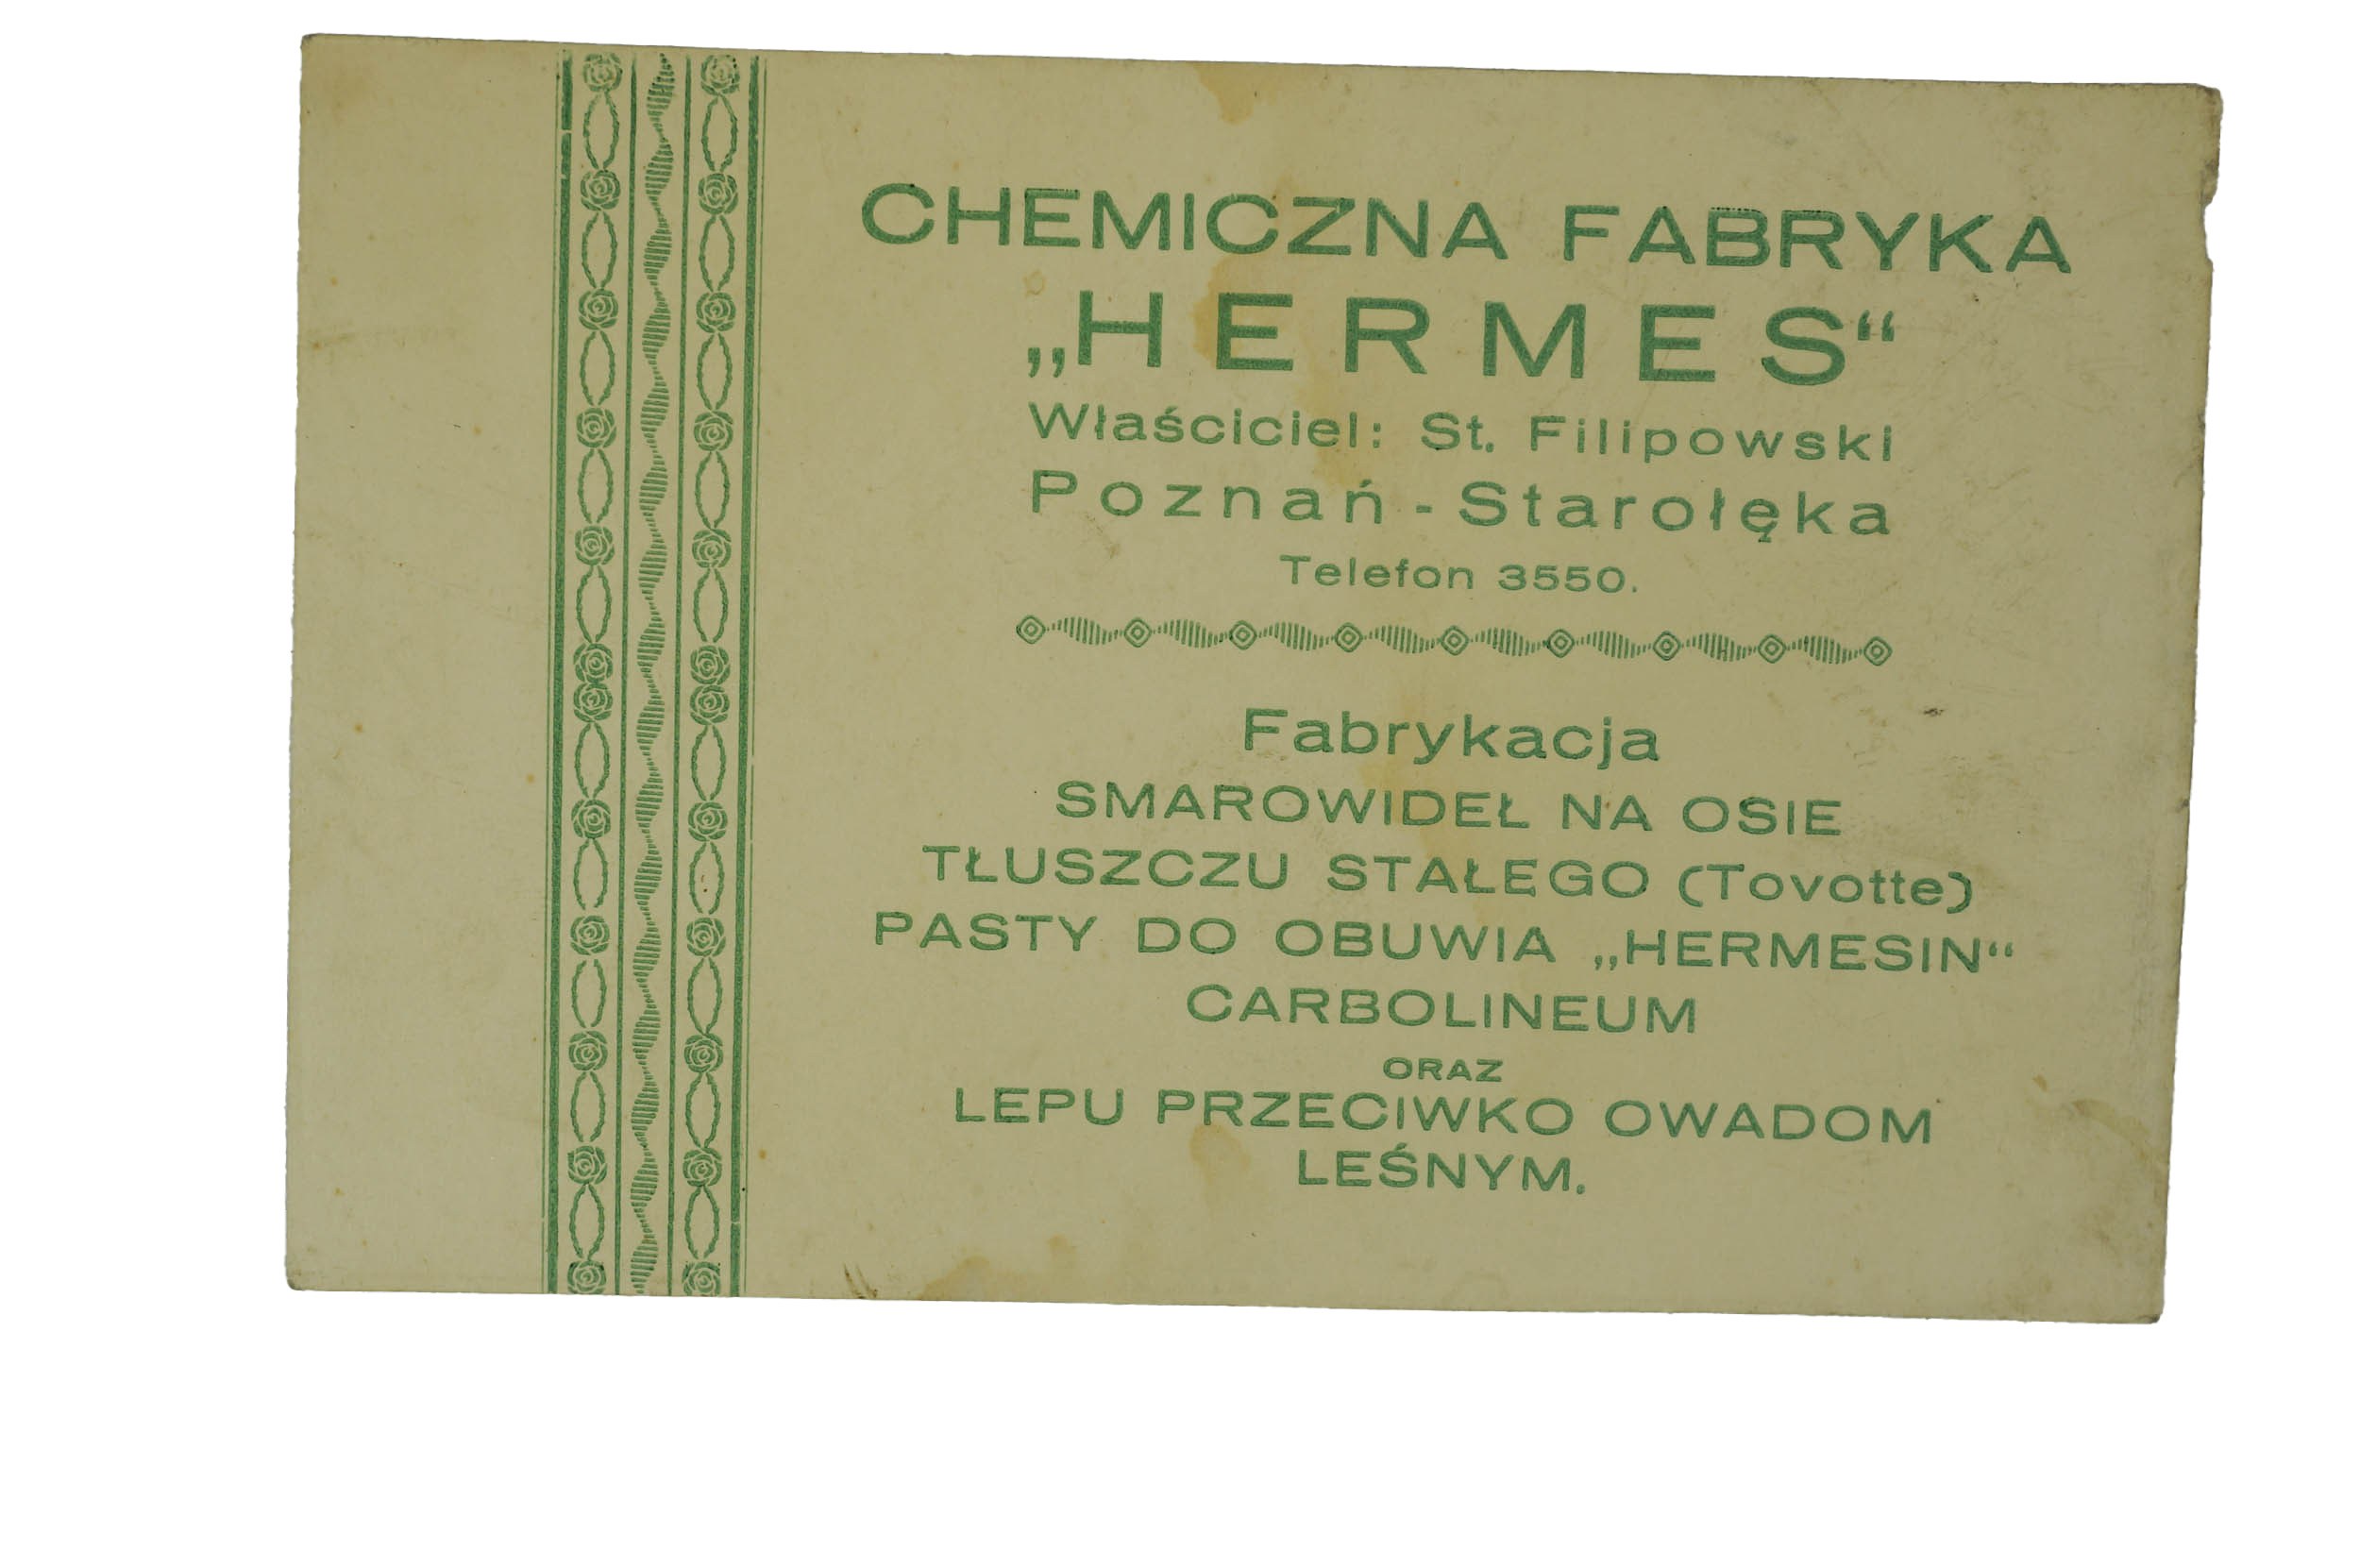 CHEMICZNA FABRYKA
„HERMES“
Właściciel: St. Filipowski
Poznań - Starołęka
Telefon 3550.
Fabrykacja
SMAROWIDEŁ NA OSIE
TŁUSZCZU STAŁEGO (Tovotte)
PASTY DO OBUWIA „HERMESIN“
CARBOLINEUM
ORAZ
LEPU PRZECIWKO OWADOM
LEŚNYM.